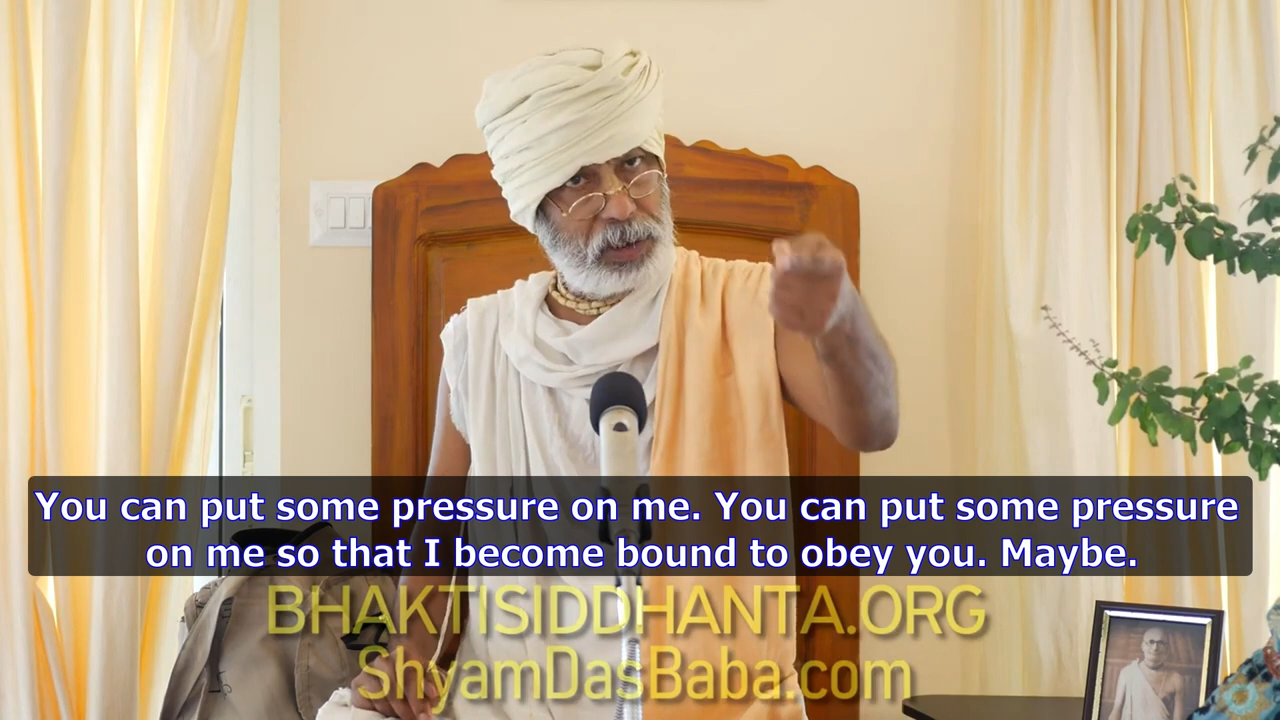 You can put some pressure on me. You can put some pressure
on me so that I become bound to obey you. Maybe.
BHAKTISIDDHANTA.ORG
ShyamDasBaba.com